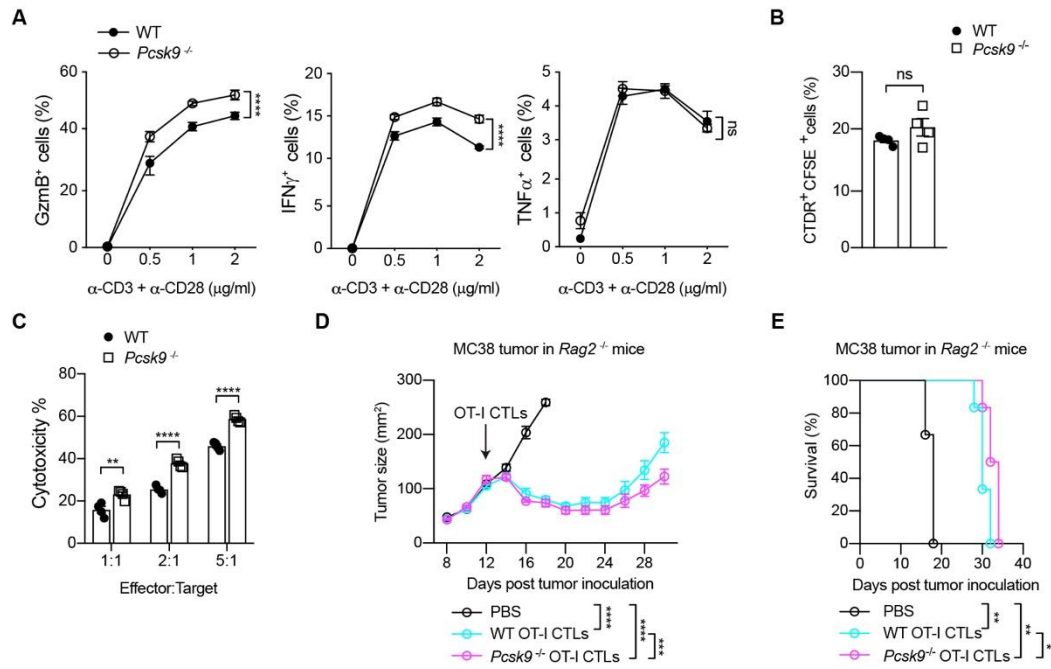 A
WT
Pcsk9 -/-
60
40
20
0
GzmB+ cells (%)
****
0 0.5 1 2
α-CD3 + α-CD28 (μg/ml)
20
15
10
5
0
IFNγ+ cells (%)
****
0 0.5 1 2
α-CD3 + α-CD28 (μg/ml)
5
4
3
2
1
0
TNFα+ cells (%)
ns
0 0.5 1 2
α-CD3 + α-CD28 (μg/ml)
B
WT
Pcsk9-/-
30
20
10
0
CTDR+ CFSE + cells (%)
ns
C
WT
Pcsk9 -/-
80
60
40
20
0
Cytotoxicity %
**
****
****
1:1 2:1 5:1
Effector:Target
D
MC38 tumor in Rag2 -/- mice
300
200
100
0
Tumor size (mm²)
OT-I CTLs
8 12 16 20 24 28
Days post tumor inoculation
PBS
WT OT-I CTLs
Pcsk9-/- OT-I CTLs
****
****
***
E
MC38 tumor in Rag2 -/- mice
100
80
60
40
20
0
Survival (%)
0 10 20 30 40
Days post tumor inoculation
PBS
WT OT-I CTLs
Pcsk9-/- OT-I CTLs
**
**
*